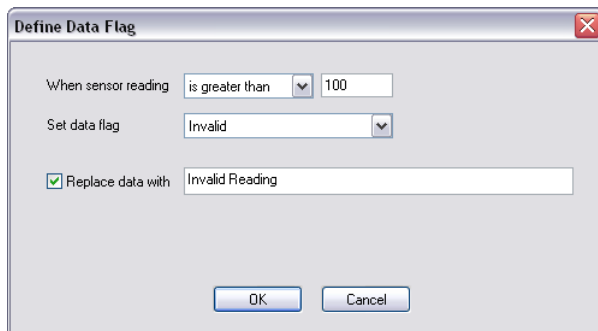 Define Data Flag
When sensor reading is greater than 100
Set data flag Invalid
Replace data with Invalid Reading
OK Cancel